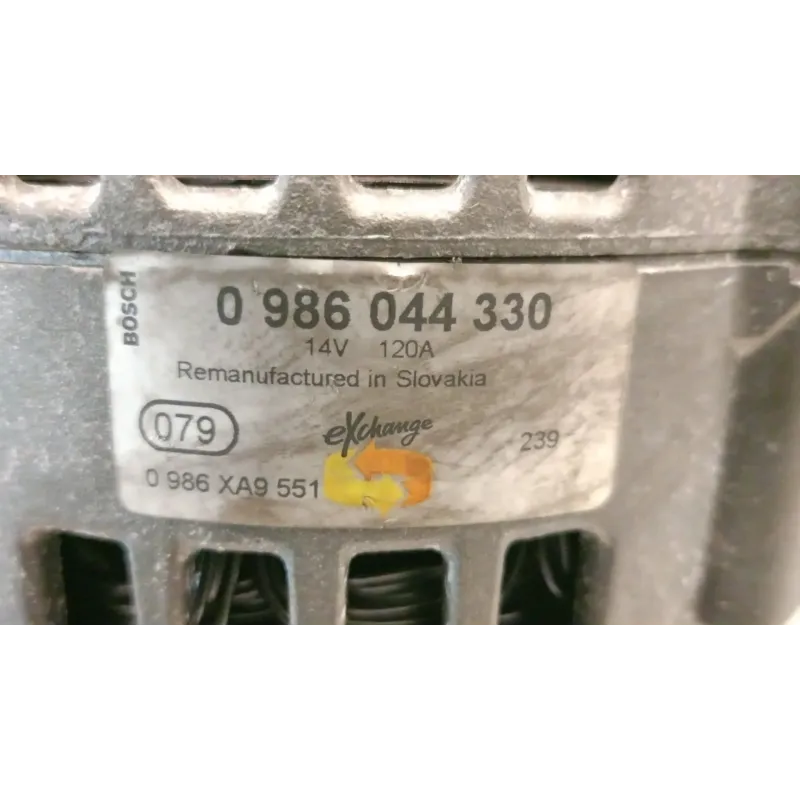 BOSCH
0 986 044 330
14V 120A
Remanufactured in Slovakia
079
eXchange
239
0 986 XA9 551